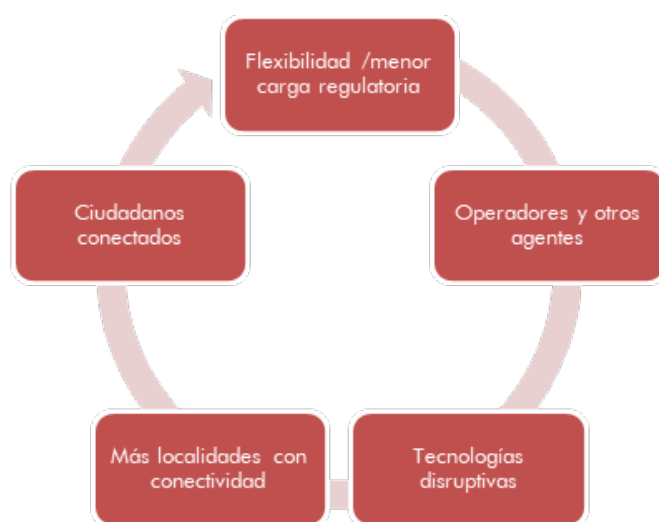 Flexibilidad /menor
carga regulatoria
Operadores y otros
agentes
Tecnologías
disruptivas
Más localidades con
conectividad
Ciudadanos
conectados